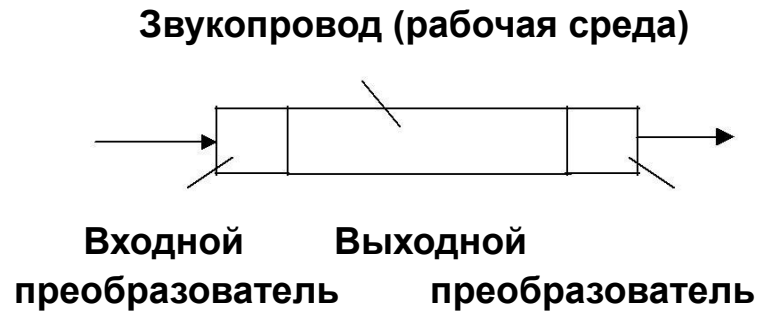 Звукопровод (рабочая среда)
Входной Выходной
преобразователь преобразователь